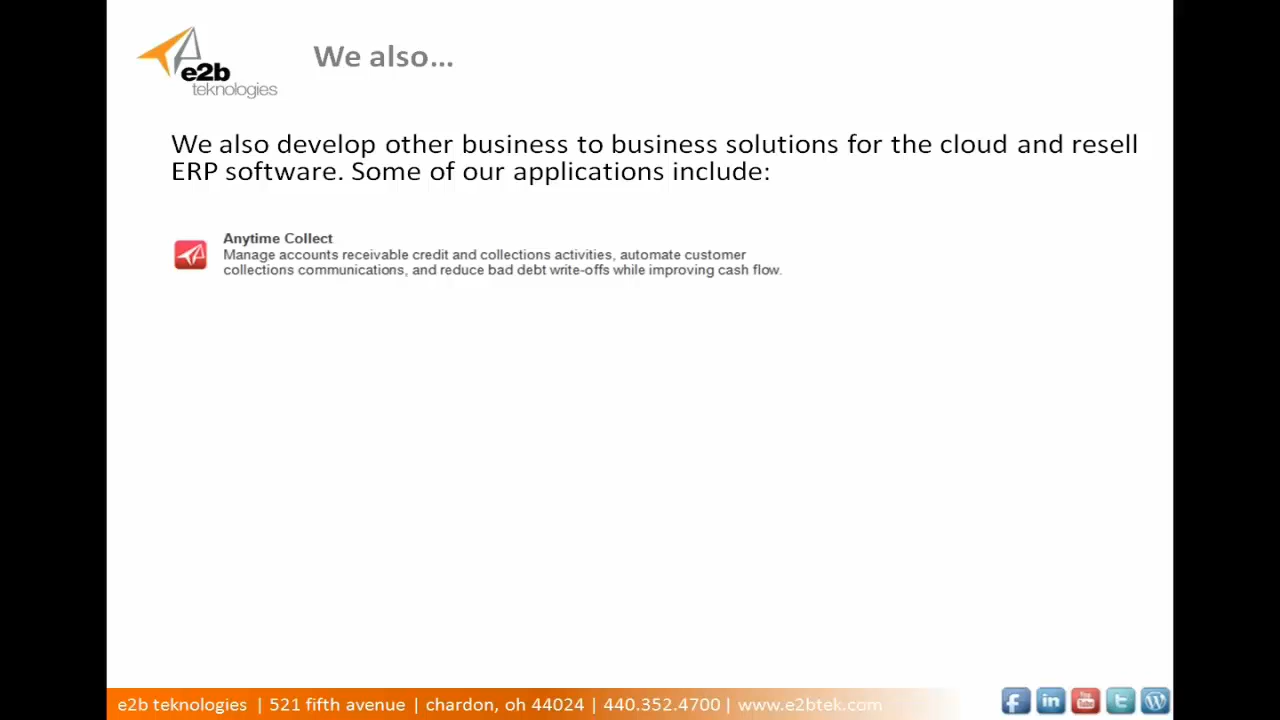 e2b
teknologies
We also...
We also develop other business to business solutions for the cloud and resell
ERP software. Some of our applications include:
Anytime Collect
Manage accounts receivable credit and collections activities, automate customer
collections communications, and reduce bad debt write-offs while improving cash flow.
e2b teknologies | 521 fifth avenue | chardon, oh 44024 | 440.352.4700 | www.e2btek.com
f in You Tube t W